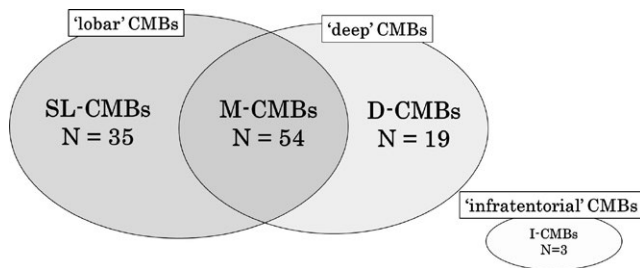 ‘lobar’ CMBs
‘deep’ CMBs
SL-CMBs
N = 35
M-CMBs
N = 54
D-CMBs
N = 19
‘infratentorial’ CMBs
I-CMBs
N=3